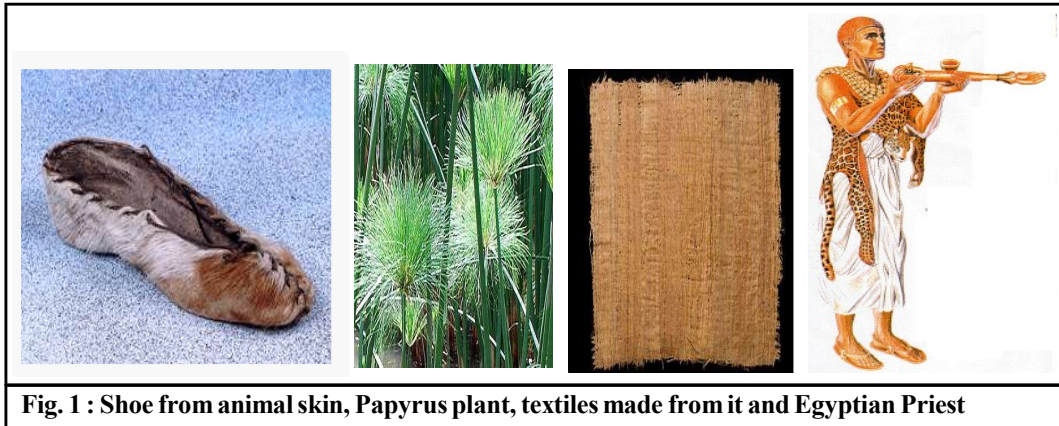 Fig. 1 : Shoe from animal skin, Papyrus plant, textiles made from it and Egyptian Priest